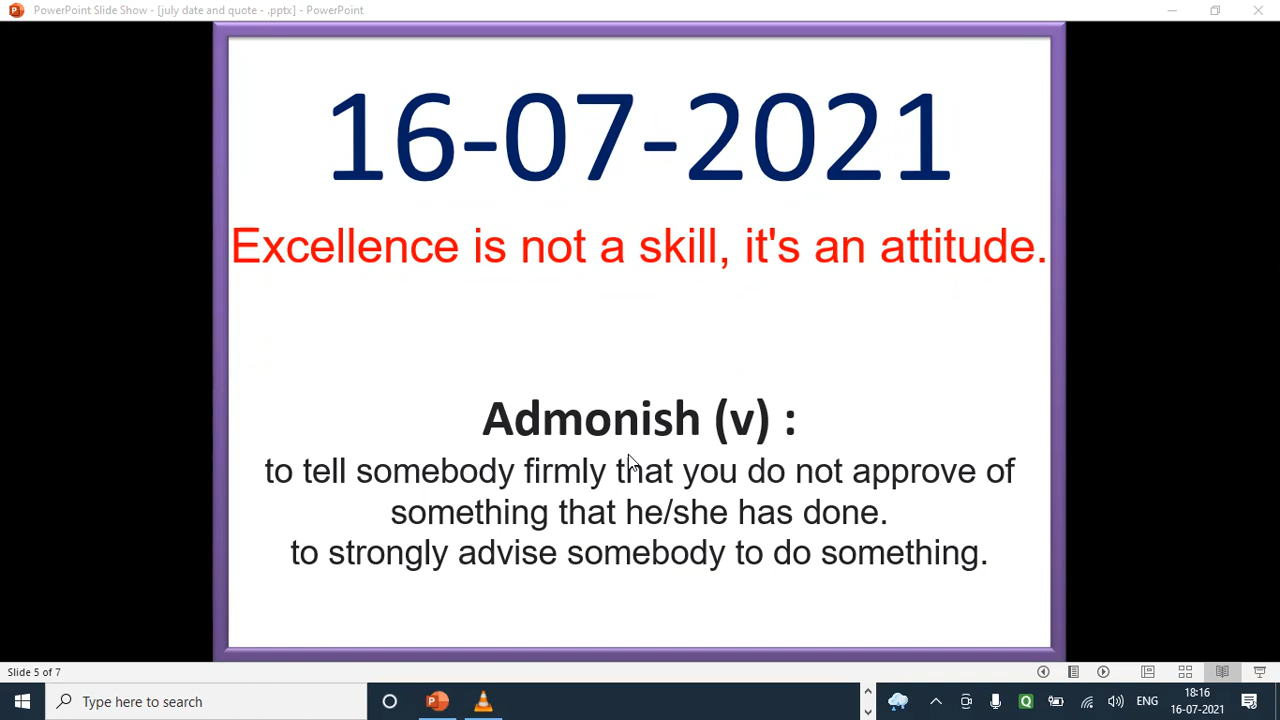 PowerPoint Slide Show - [july date and quote - .pptx] - PowerPoint
16-07-2021
Excellence is not a skill, it's an attitude.
Admonish (v) :
to tell somebody firmly that you do not approve of
something that he/she has done.
to strongly advise somebody to do something.
Slide 5 of 7
Type here to search
ENG
18:16
16-07-2021